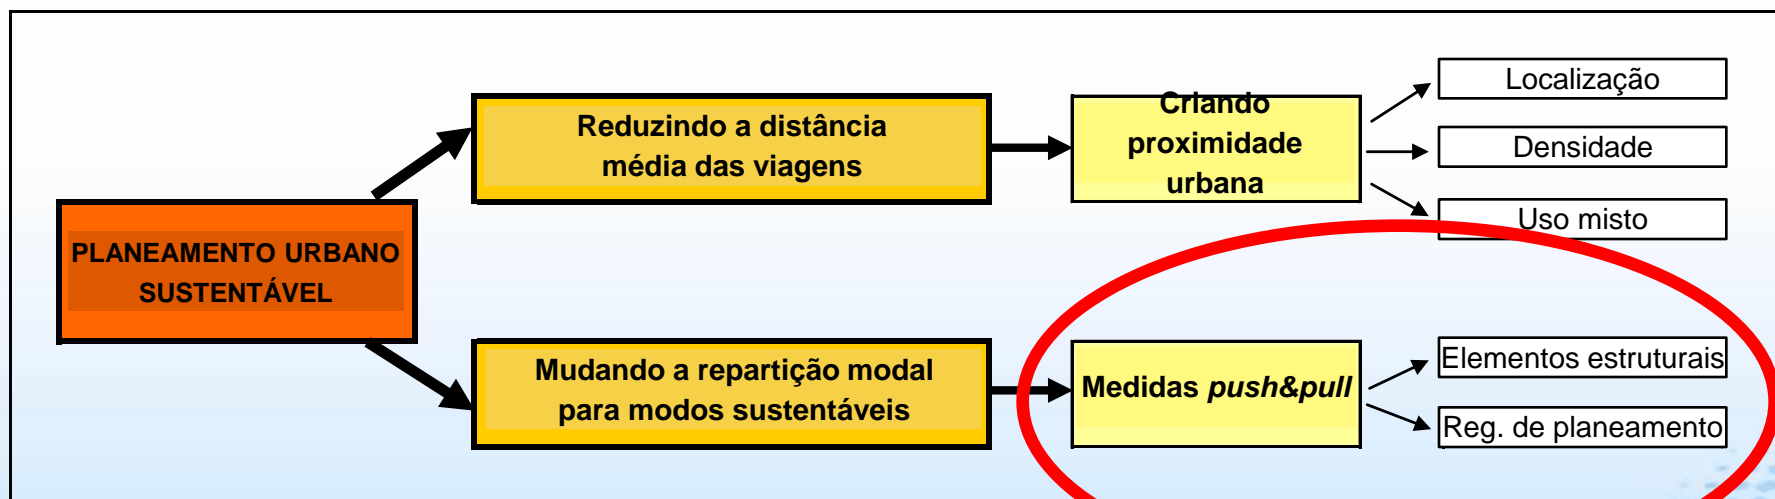 PLANEAMENTO URBANO
SUSTENTÁVEL
Reduzindo a distância
média das viagens
Criando
proximidade
urbana
Localização
Densidade
Uso misto
Mudando a repartição modal
para modos sustentáveis
Medidas push&pull
Elementos estruturais
Reg. de planeamento